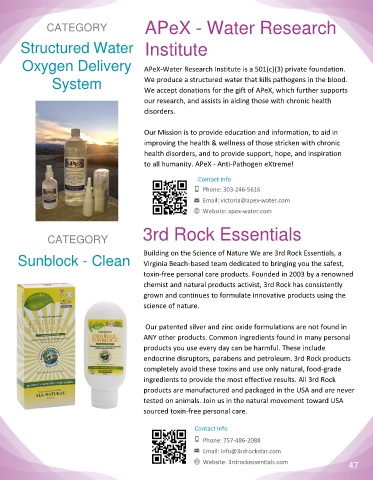 CATEGORY
Structured Water
Oxygen Delivery
System
APeX - Water Research
Institute
APeX-Water Research Institute is a 501(c)(3) private foundation.
We produce a structured water that kills pathogens in the blood.
We accept donations for the gift of APeX, which further supports
our research, and assists in aiding those with chronic health
disorders.
Our Mission is to provide education and information, to aid in
improving the health & wellness of those stricken with chronic
health disorders, and to provide support, hope, and inspiration
to all humanity. APeX - Anti-Pathogen eXtreme!
APeX
Contact Info
Phone: 303-246-5616
Email: victoria@apex-water.com
Website: apex-water.com
CATEGORY
Sunblock - Clean
3rd Rock Essentials
Building on the Science of Nature We are 3rd Rock Essentials, a
Virginia Beach-based team dedicated to bringing you the safest,
toxin-free personal care products. Founded in 2003 by a renowned
chemist and natural products activist, 3rd Rock has consistently
grown and continues to formulate innovative products using the
science of nature.
Our patented silver and zinc oxide formulations are not found in
ANY other products. Common ingredients found in many personal
products you use every day can be harmful. These include
endocrine disruptors, parabens and petroleum. 3rd Rock products
completely avoid these toxins and use only natural, food-grade
ingredients to provide the most effective results. All 3rd Rock
products are manufactured and packaged in the USA and are never
tested on animals. Join us in the natural movement toward USA
sourced toxin-free personal care.
3RD ROCK
SUNBLOCK
ALL NATURAL
Contact Info
Phone: 757-486-2088
Email: info@3rdrockstar.com
Website: 3rdrockessentials.com
47